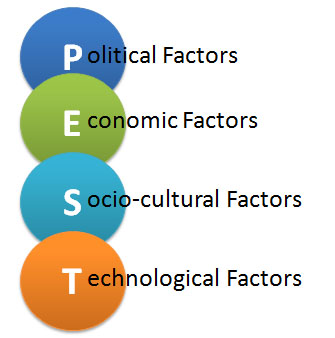 Political Factors
Economic Factors
Socio-cultural Factors
Technological Factors